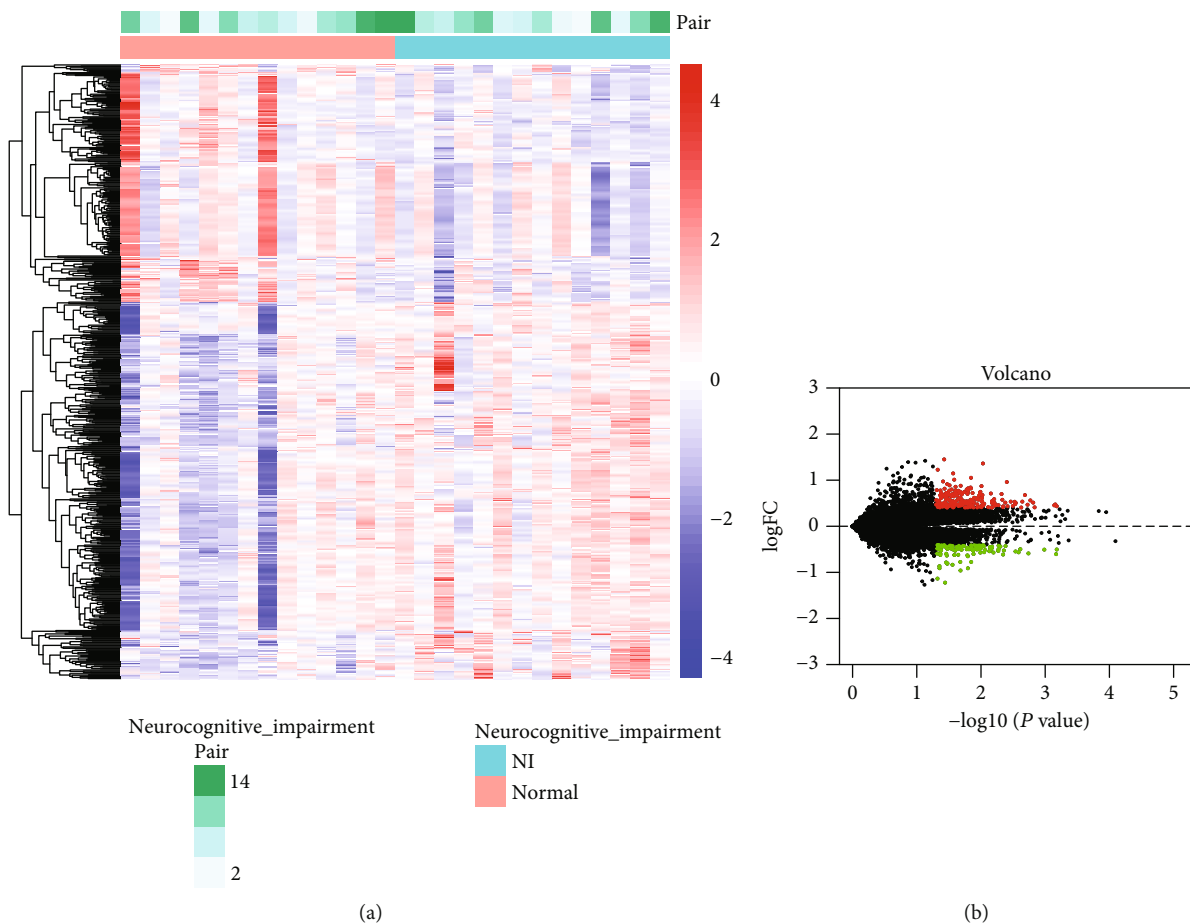 Pair
4
2
0
−2
−4
Neurocognitive_impairment
Pair
14
2
Neurocognitive_impairment
NI
Normal
(a)
Volcano
3
2
1
0
−1
−2
−3
logFC
0 1 2 3 4 5
−log10 (P value)
(b)